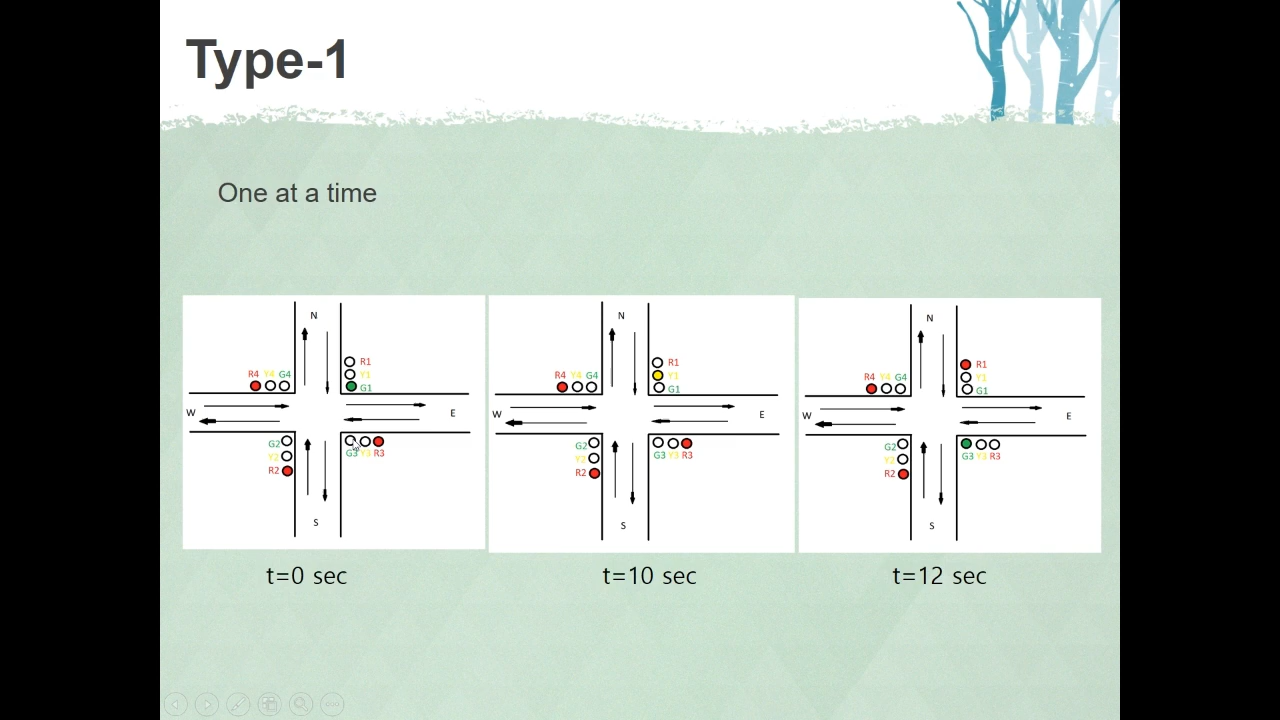 Type-1
One at a time
N
R1
R4 Y4 G4 Y1
G1
W E
G2 G3 Y3 R3
Y2
R2
S
N
R1
R4 Y4 G4 Y1
G1
W E
G2 G3 Y3 R3
Y2
R2
S
N
R1
R4 Y4 G4 Y1
G1
W E
G2 G3 Y3 R3
Y2
R2
S
t=0 sec
t=10 sec
t=12 sec